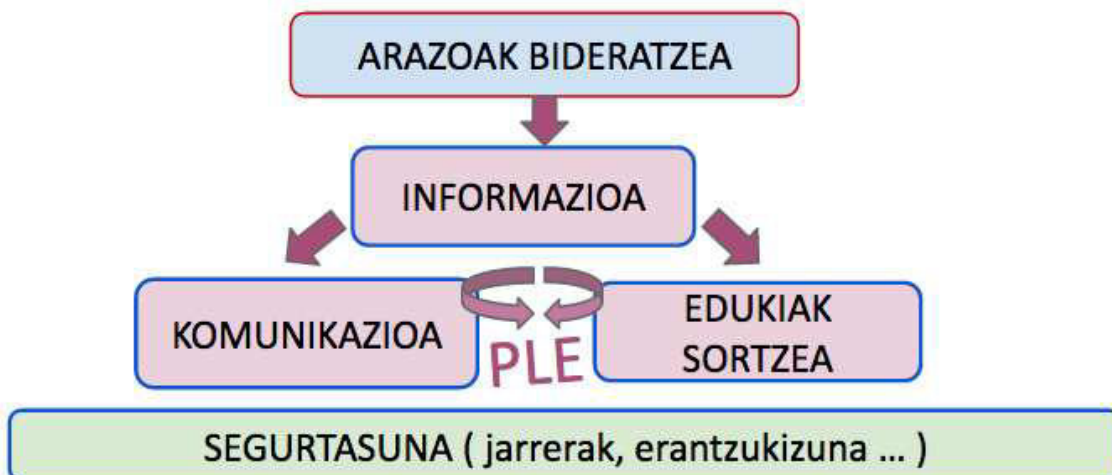 ARAZOAK BIDERATZEA
INFORMAZIOA
KOMUNIKAZIOA
EDUKIAK
SORTZEA
PLE
SEGURTASUNA ( jarrerak, erantzukizuna ... )